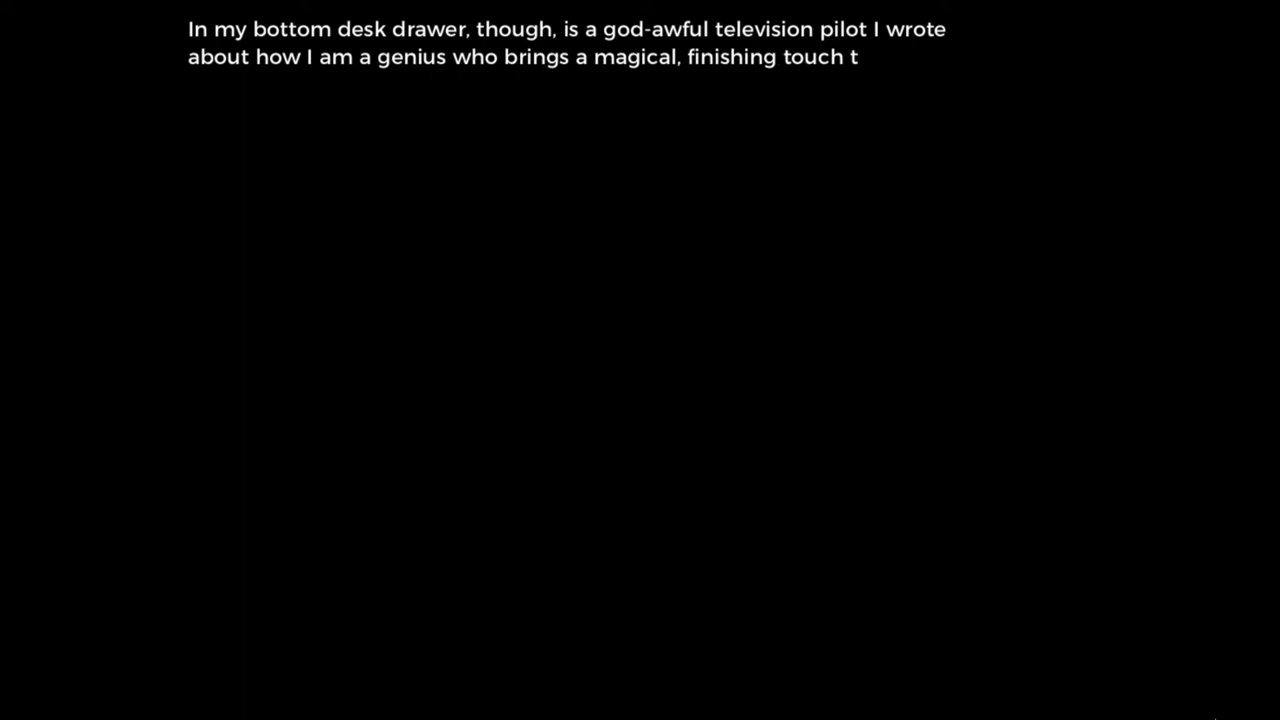 In my bottom desk drawer, though, is a god-awful television pilot I wrote
about how I am a genius who brings a magical, finishing touch t